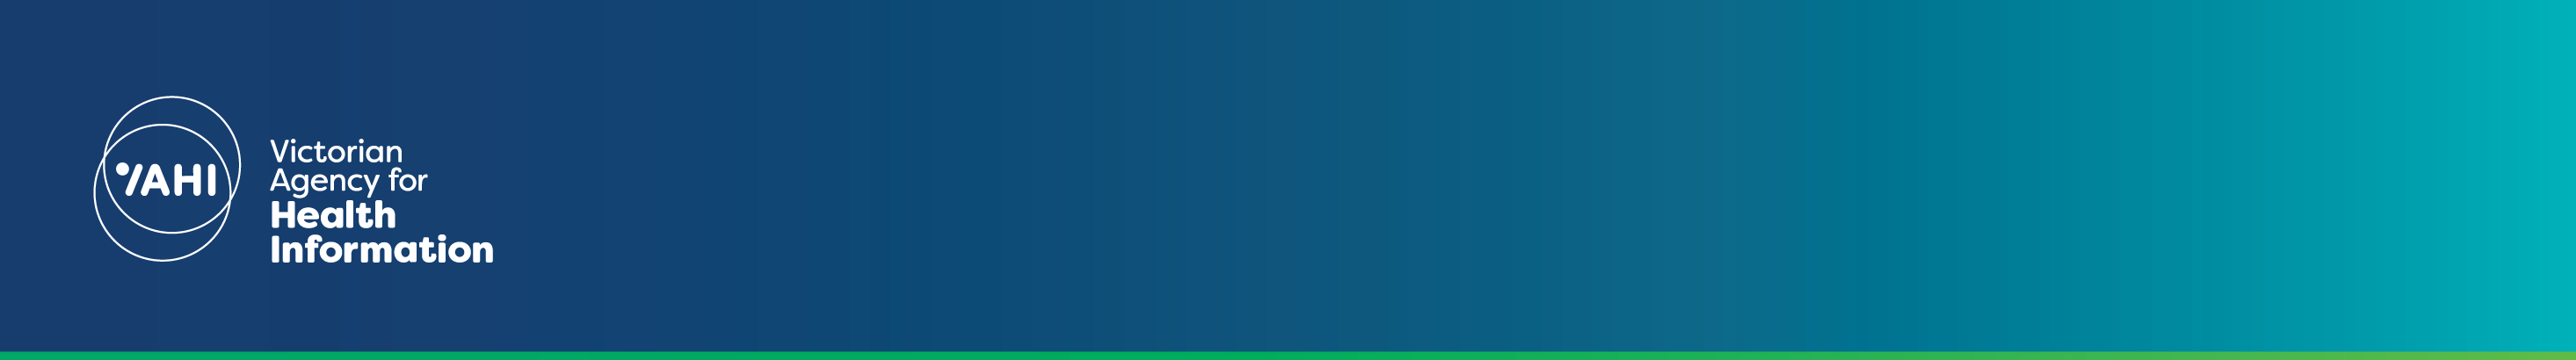 VAHI
Victorian
Agency for
Health
Information